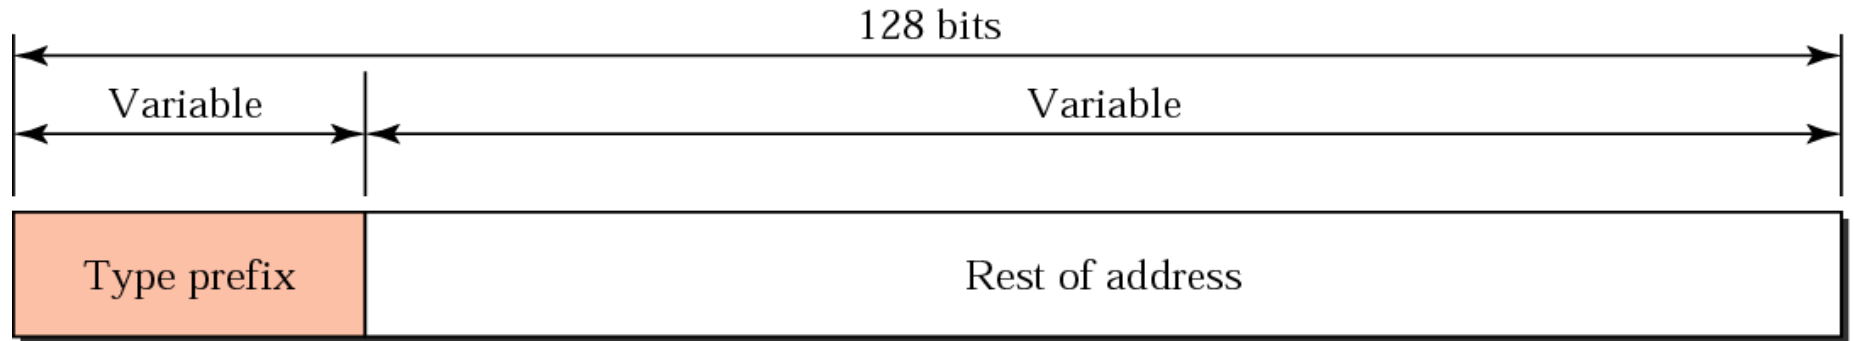 128 bits
Variable Variable
Type prefix Rest of address